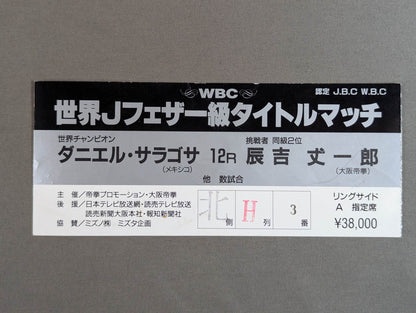 WBC
認定 J.B.C W.B.C
世界Jフェザー級タイトルマッチ
世界チャンピオン
挑戦者 同級2位
ダニエル・サラゴサ 12R 辰吉 丈一郎
(メキシコ)
(大阪帝拳)
他 数試合
主 催/帝拳プロモーション・大阪帝拳
後 援/日本テレビ放送網・読売テレビ放送
読売新聞大阪本社・報知新聞社
協 賛/ミズノ㈱ ミズタ企画
北 側 H 列 3 番
リングサイド
A 指定席
¥38,000